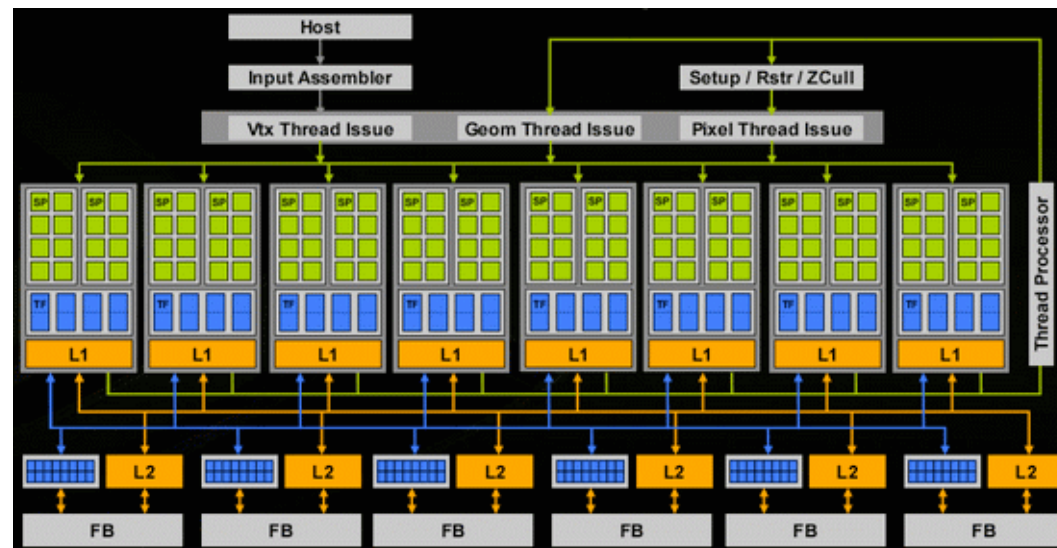 Host
Input Assembler
Setup / Rstr / ZCull
Vtx Thread Issue
Geom Thread Issue
Pixel Thread Issue
SP SP SP SP SP SP SP SP SP SP SP SP SP SP SP SP
Thread Processor
TF TF TF TF TF TF TF TF
L1 L1 L1 L1 L1 L1 L1 L1
L2 L2 L2 L2 L2 L2
FB FB FB FB FB FB